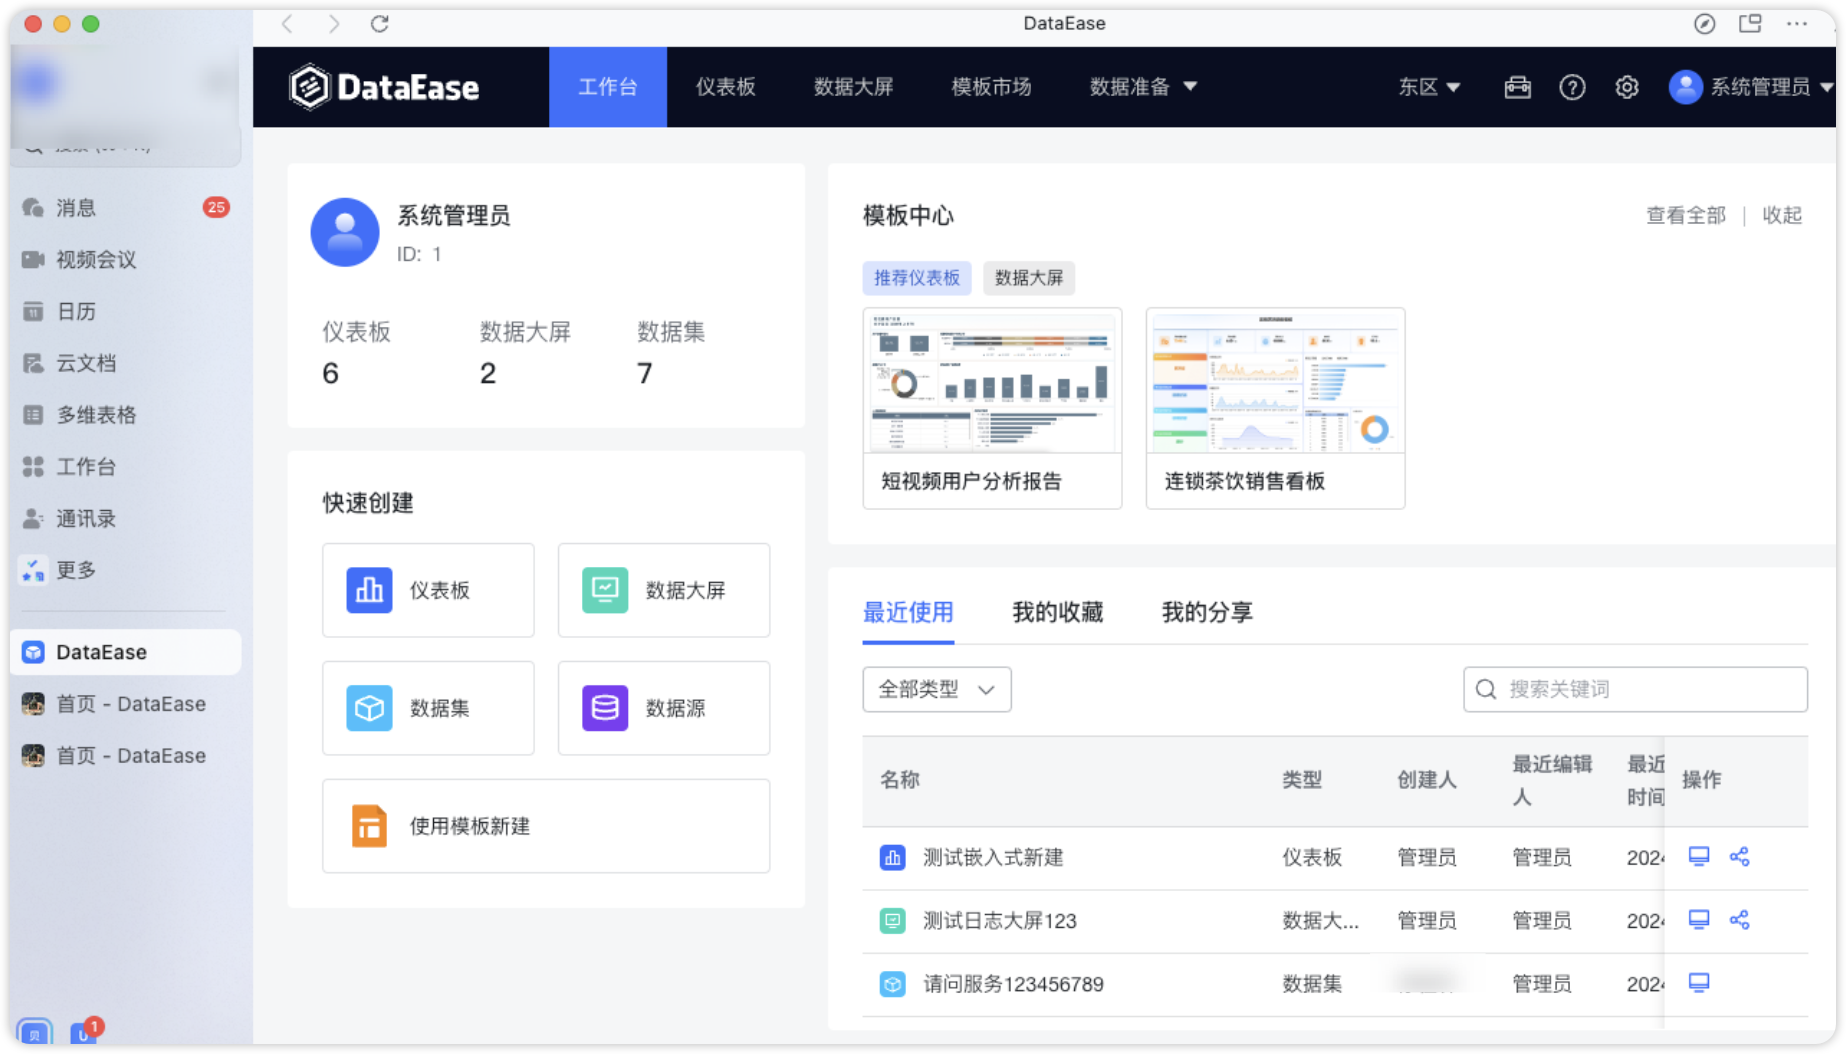 DataEase
消息
25
视频会议
日历
云文档
多维表格
工作台
通讯录
更多
DataEase
首页 - DataEase
首页 - DataEase
1
DataEase
工作台
仪表板
数据大屏
模板市场
数据准备
东区
系统管理员
系统管理员
ID: 1
仪表板
数据大屏
数据集
6
2
7
快速创建
仪表板
数据大屏
数据集
数据源
使用模板新建
模板中心
查看全部 | 收起
推荐仪表板
数据大屏
短视频用户分析报告
连锁茶饮销售看板
最近使用
我的收藏
我的分享
全部类型
搜索关键词
名称
类型
创建人
最近编辑
人
最近
时间
操作
测试嵌入式新建
仪表板
管理员
管理员
2024
测试日志大屏123
数据大...
管理员
管理员
2024
请问服务123456789
数据集
管理员
2024